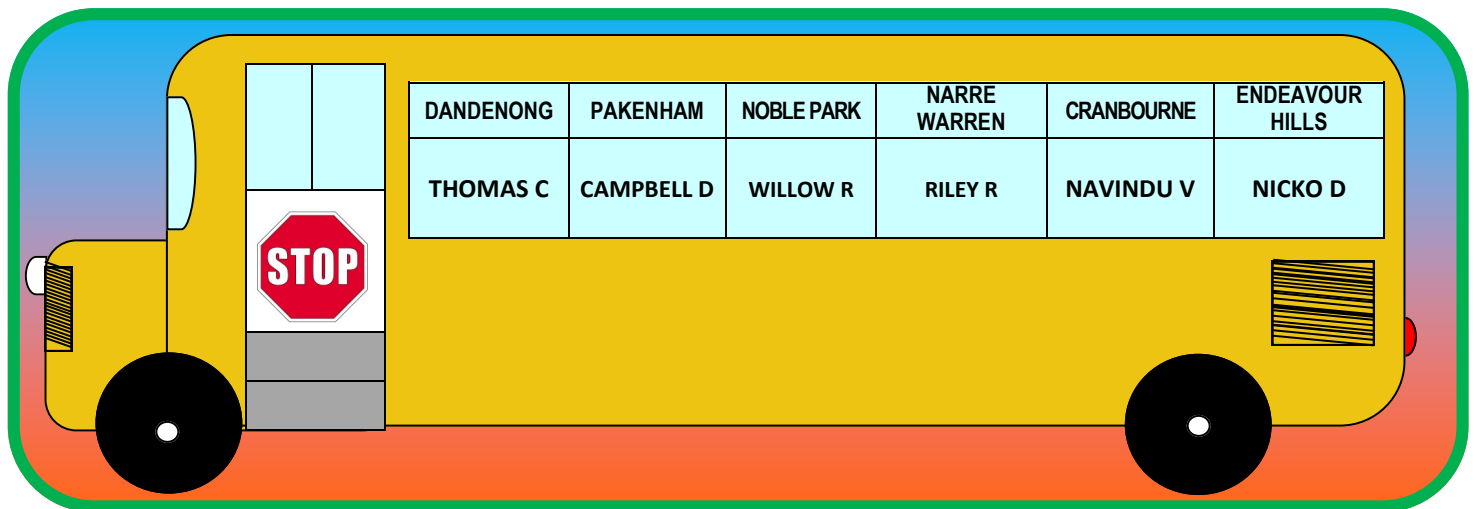 DANDENONG
PAKENHAM
NOBLE PARK
NARRE
WARREN
CRANBOURNE
ENDEAVOUR
HILLS
THOMAS C
CAMPBELL D
WILLOW R
RILEY R
NAVINDU V
NICKO D
STOP